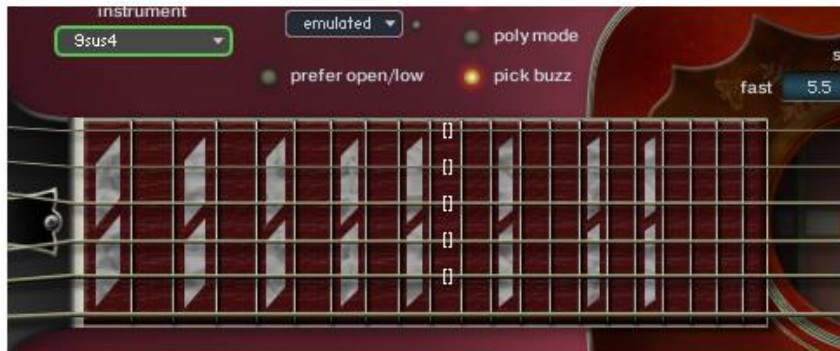 instrument
9sus4
emulated
poly mode
prefer open/low
pick buzz
s
fast 5.5
[]
[]
[]
[]
[]